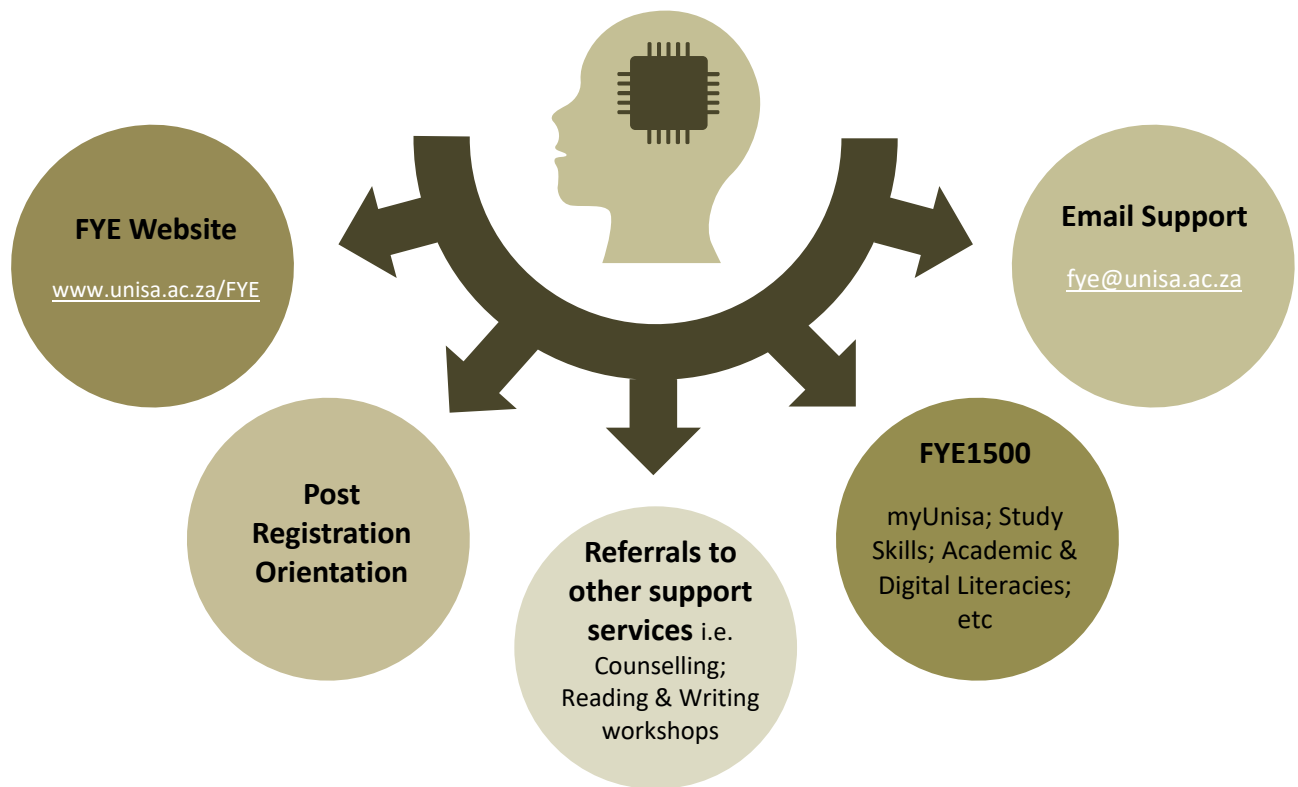 FYE Website
www.unisa.ac.za/FYE
Post
Registration
Orientation
Referrals to
other support
services i.e.
Counselling;
Reading & Writing
workshops
FYE1500
myUnisa; Study
Skills; Academic &
Digital Literacies;
etc
Email Support
fye@unisa.ac.za